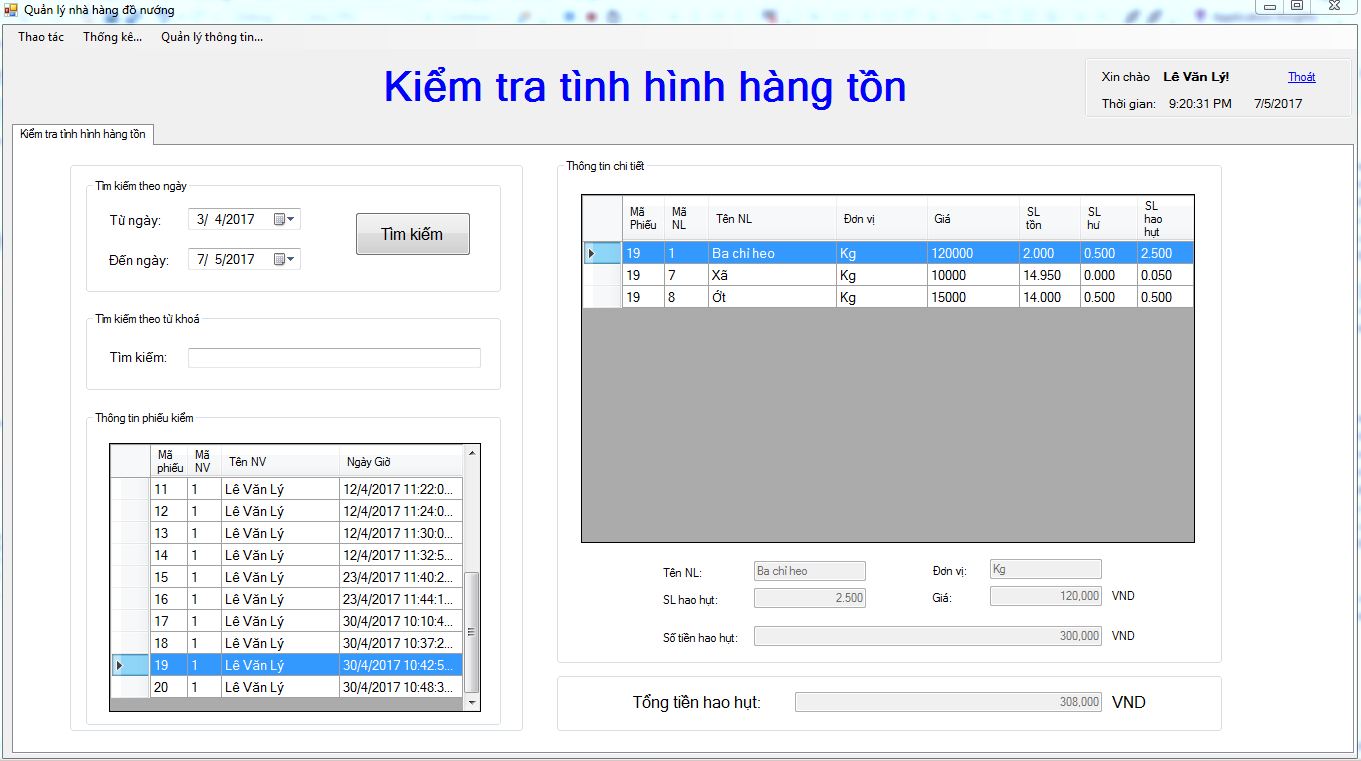 Quản lý nhà hàng đồ nướng
Thao tác Thống kê... Quản lý thông tin...
Kiểm tra tình hình hàng tồn
Xin chào Lê Văn Lý! Thoát
Thời gian: 9:20:31 PM 7/5/2017
Kiểm tra tình hình hàng tồn
Tìm kiếm theo ngày
Từ ngày: 3/ 4/2017
Đến ngày: 7/ 5/2017
Tìm kiếm
Tìm kiếm theo từ khoá
Tìm kiếm:
Thông tin phiếu kiểm
Mã phiếu Mã NV Tên NV Ngày Giờ
11 1 Lê Văn Lý 12/4/2017 11:22:0...
12 1 Lê Văn Lý 12/4/2017 11:24:0...
13 1 Lê Văn Lý 12/4/2017 11:30:0...
14 1 Lê Văn Lý 12/4/2017 11:32:5...
15 1 Lê Văn Lý 23/4/2017 11:40:2...
16 1 Lê Văn Lý 23/4/2017 11:44:1...
17 1 Lê Văn Lý 30/4/2017 10:10:4...
18 1 Lê Văn Lý 30/4/2017 10:37:2...
19 1 Lê Văn Lý 30/4/2017 10:42:5...
20 1 Lê Văn Lý 30/4/2017 10:48:3...
Thông tin chi tiết
Mã Phiếu Mã NL Tên NL Đơn vị Giá SL tồn SL hư SL hao hụt
19 1 Ba chỉ heo Kg 120000 2.000 0.500 2.500
19 7 Xã Kg 10000 14.950 0.000 0.050
19 8 Ớt Kg 15000 14.000 0.500 0.500
Tên NL: Ba chỉ heo Đơn vị: Kg
SL hao hụt: 2.500 Giá: 120,000 VND
Số tiền hao hụt: 300,000 VND
Tổng tiền hao hụt: 308,000 VND